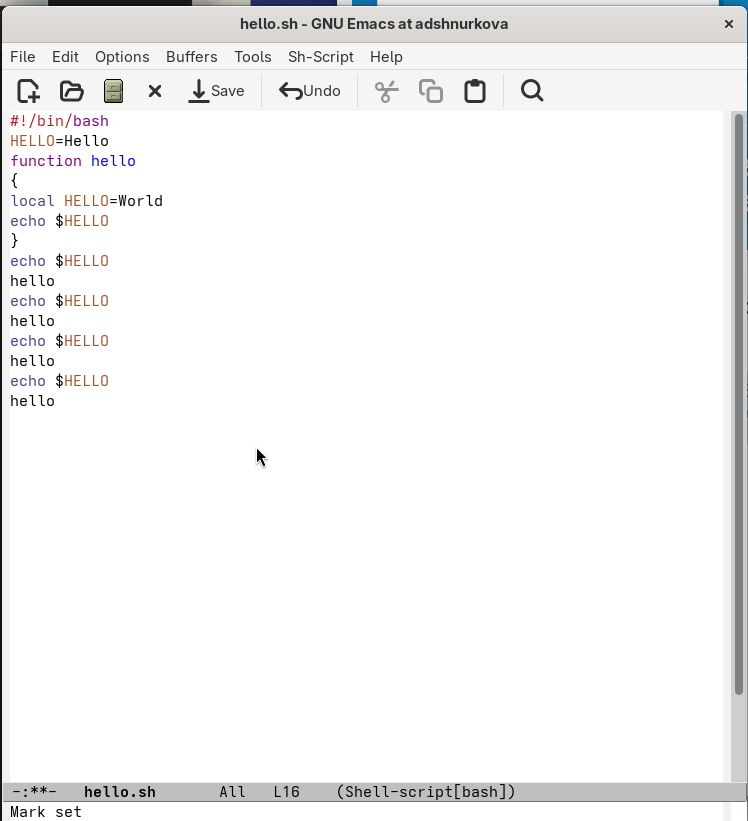 hello.sh - GNU Emacs at adshnurkova
File Edit Options Buffers Tools Sh-Script Help
Save Undo
#!/bin/bash
HELLO=Hello
function hello
{
local HELLO=World
echo $HELLO
}
echo $HELLO
hello
echo $HELLO
hello
echo $HELLO
hello
echo $HELLO
hello
-:**- hello.sh All L16 (Shell-script[bash])
Mark set